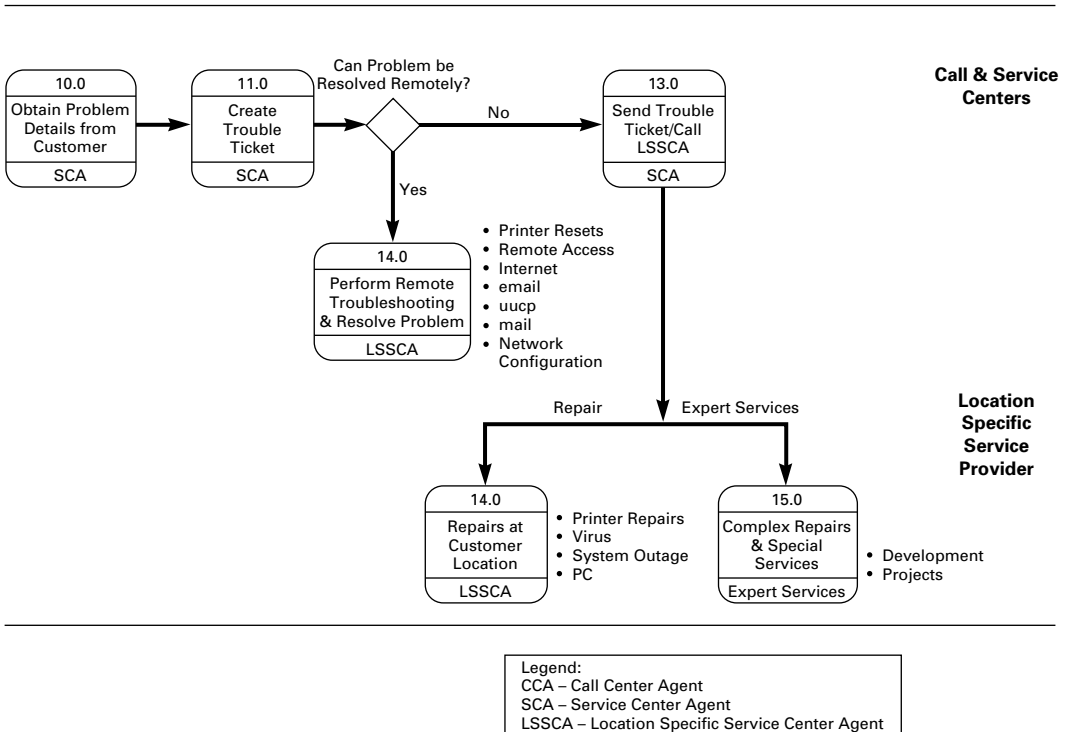 Can Problem be
Resolved Remotely?
Call & Service
Centers
10.0
Obtain Problem
Details from
Customer
SCA
11.0
Create
Trouble
Ticket
SCA
No
13.0
Send Trouble
Ticket/Call
LSSCA
SCA
Yes
14.0
Perform Remote
Troubleshooting
& Resolve Problem
LSSCA
• Printer Resets
• Remote Access
• Internet
• email
• uucp
• mail
• Network
Configuration
Repair
Expert Services
Location
Specific
Service
Provider
14.0
Repairs at
Customer
Location
LSSCA
• Printer Repairs
• Virus
• System Outage
• PC
15.0
Complex Repairs
& Special
Services
Expert Services
• Development
• Projects
Legend:
CCA – Call Center Agent
SCA – Service Center Agent
LSSCA – Location Specific Service Center Agent